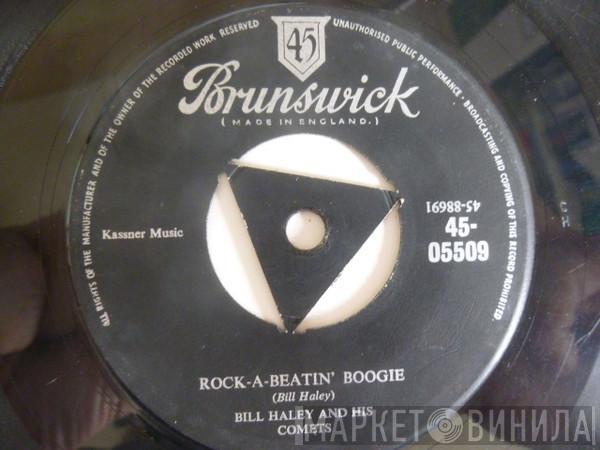 ALL RIGHTS OF THE MANUFACTURER AND OF THE OWNER OF THE RECORDED WORK RESERVED
UNAUTHORISED PUBLIC PERFORMANCE · BROADCASTING AND COPYING OF THIS RECORD PROHIBITED.
45
Brunswick
( MADE IN ENGLAND. )
Kassner Music
45-88691
45-
05509
ROCK-A-BEATIN' BOOGIE
(Bill Haley)
BILL HALEY AND HIS
COMETS
МАРКЕТ ВИНИЛА